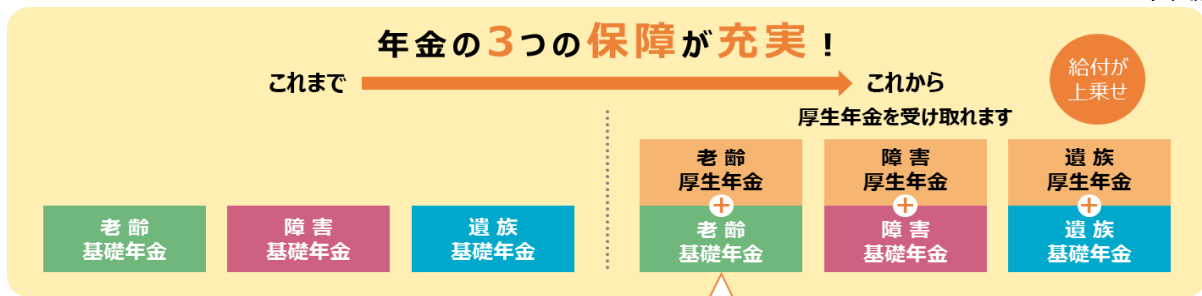 年金の3つの保障が充実！
これまで
これから
給付が
上乗せ
厚生年金を受け取れます
老齢
基礎年金
障害
基礎年金
遺族
基礎年金
老齢
厚生年金
+
老齢
基礎年金
障害
厚生年金
+
障害
基礎年金
遺族
厚生年金
+
遺族
基礎年金